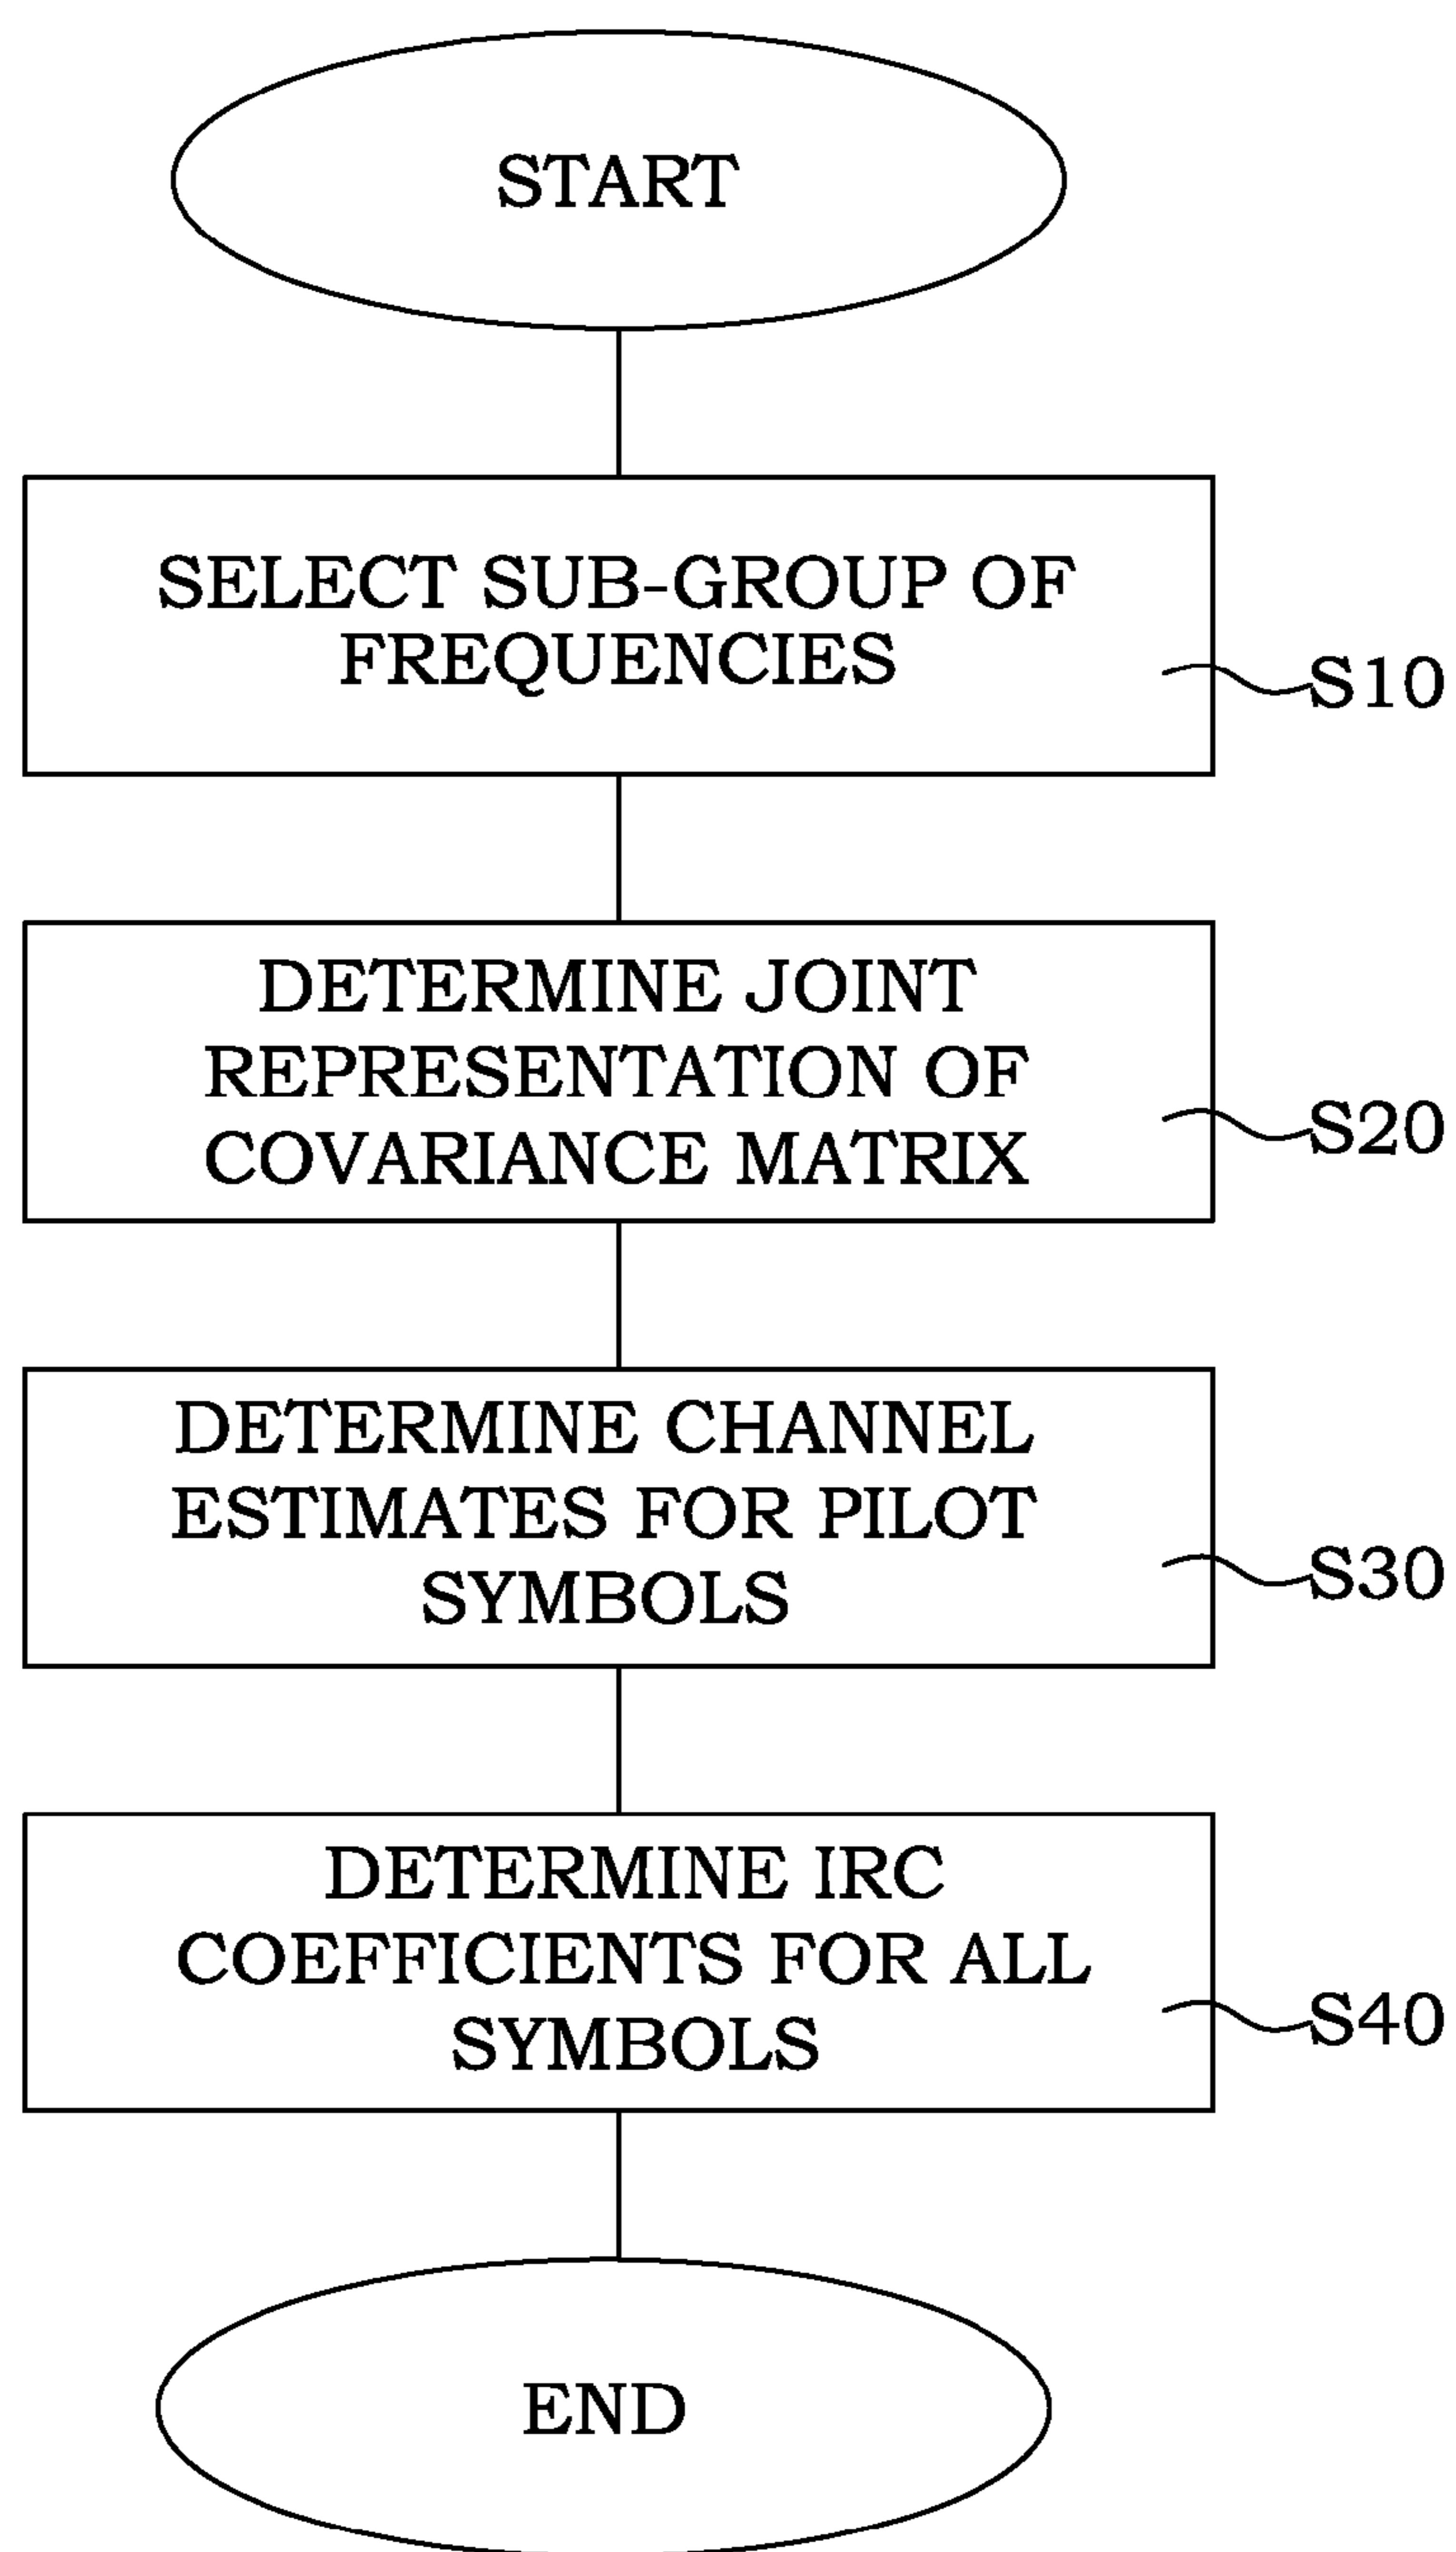 START
SELECT SUB-GROUP OF
FREQUENCIES
S10
DETERMINE JOINT
REPRESENTATION OF
COVARIANCE MATRIX
S20
DETERMINE CHANNEL
ESTIMATES FOR PILOT
SYMBOLS
S30
DETERMINE IRC
COEFFICIENTS FOR ALL
SYMBOLS
S40
END